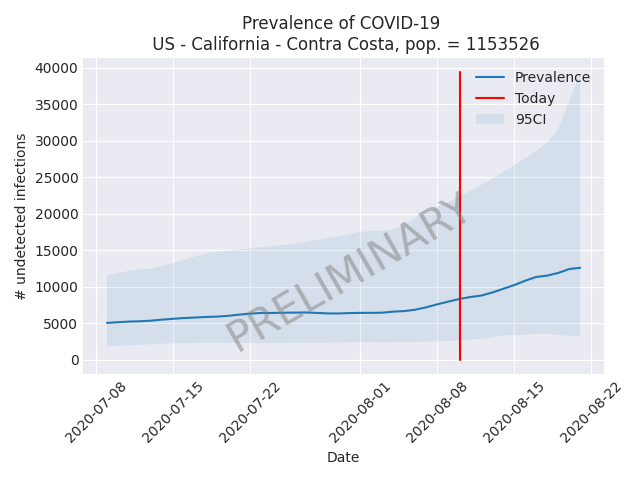 Prevalence of COVID-19
US - California - Contra Costa, pop. = 1153526
40000
35000
30000
25000
20000
15000
10000
5000
0
# undetected infections
Prevalence
Today
95CI
PRELIMINARY
2020-07-08
2020-07-15
2020-07-22
2020-08-01
2020-08-08
2020-08-15
2020-08-22
Date